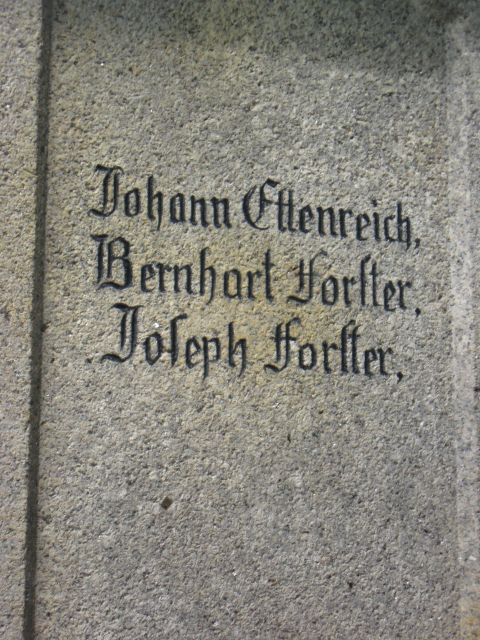 Johann Ettenreich,
Bernhart Forſter,
Joſeph Forſter,